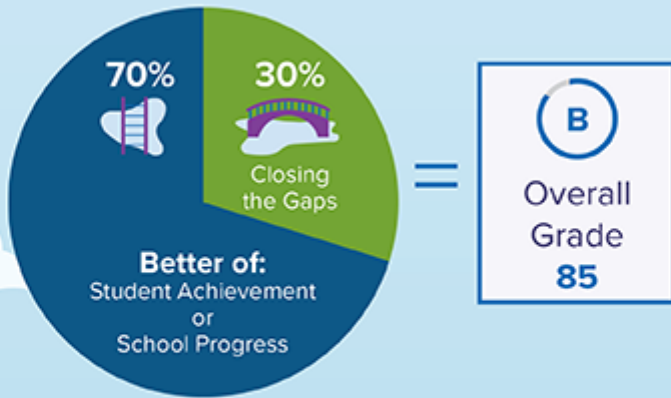 70%
30%
Closing
the Gaps
Better of:
Student Achievement
or
School Progress
=
B
Overall
Grade
85